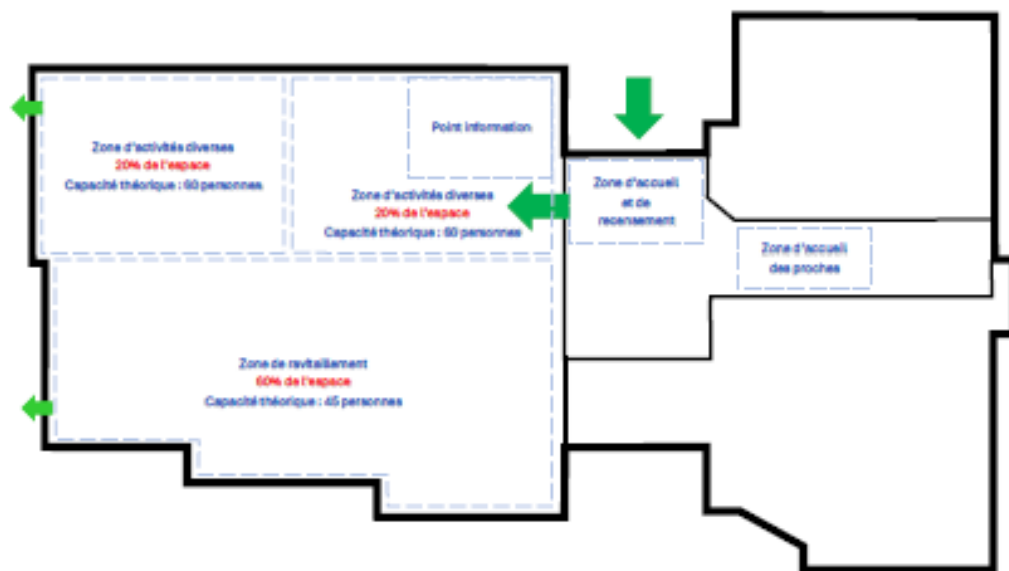 Zone d'activités diverses
20% de l'espace
Capacité théorique : 60 personnes
Point information
Zone d'activités diverses
20% de l'espace
Capacité théorique : 60 personnes
Zone d'accueil
et de
recensement
Zone d'accueil
des proches
Zone de ravitaillement
60% de l'espace
Capacité théorique : 45 personnes